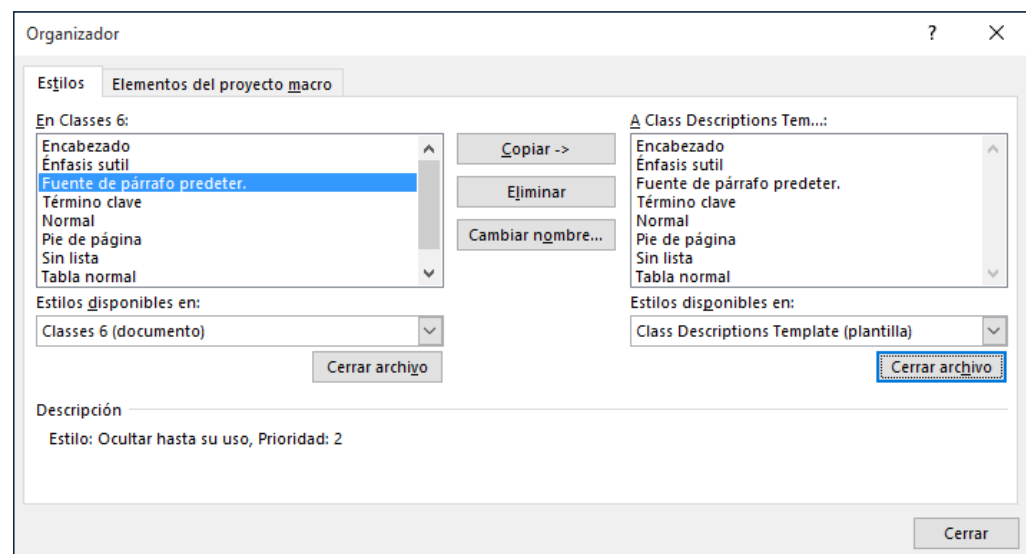 Organizador
?
Estilos
Elementos del proyecto macro
En Classes 6:
Encabezado
Énfasis sutil
Fuente de párrafo predeter.
Término clave
Normal
Pie de página
Sin lista
Tabla normal
Estilos disponibles en:
Classes 6 (documento)
Cerrar archivo
Copiar ->
Eliminar
Cambiar nombre...
A Class Descriptions Tem...:
Encabezado
Énfasis sutil
Fuente de párrafo predeter.
Término clave
Normal
Pie de página
Sin lista
Tabla normal
Estilos disponibles en:
Class Descriptions Template (plantilla)
Cerrar archivo
Descripción
Estilo: Ocultar hasta su uso, Prioridad: 2
Cerrar